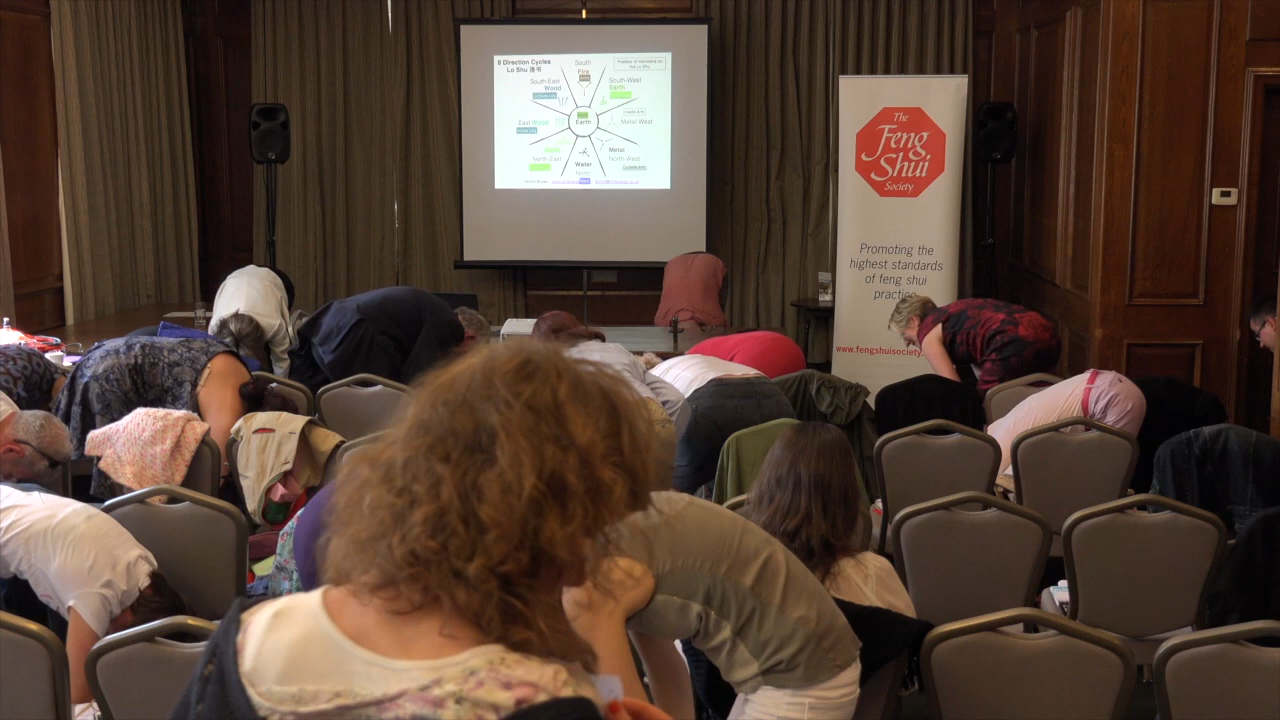 8 Direction Cycles
Lo Shu 洛书
South
Fire
South-East
Wood
South-West
Earth
East Wood
Earth
Metal West
North-East
Metal
North-West
Water
North
The
Feng
Shui
Society
Promoting the
highest standards
of feng shui
practice
www.fengshuisociety